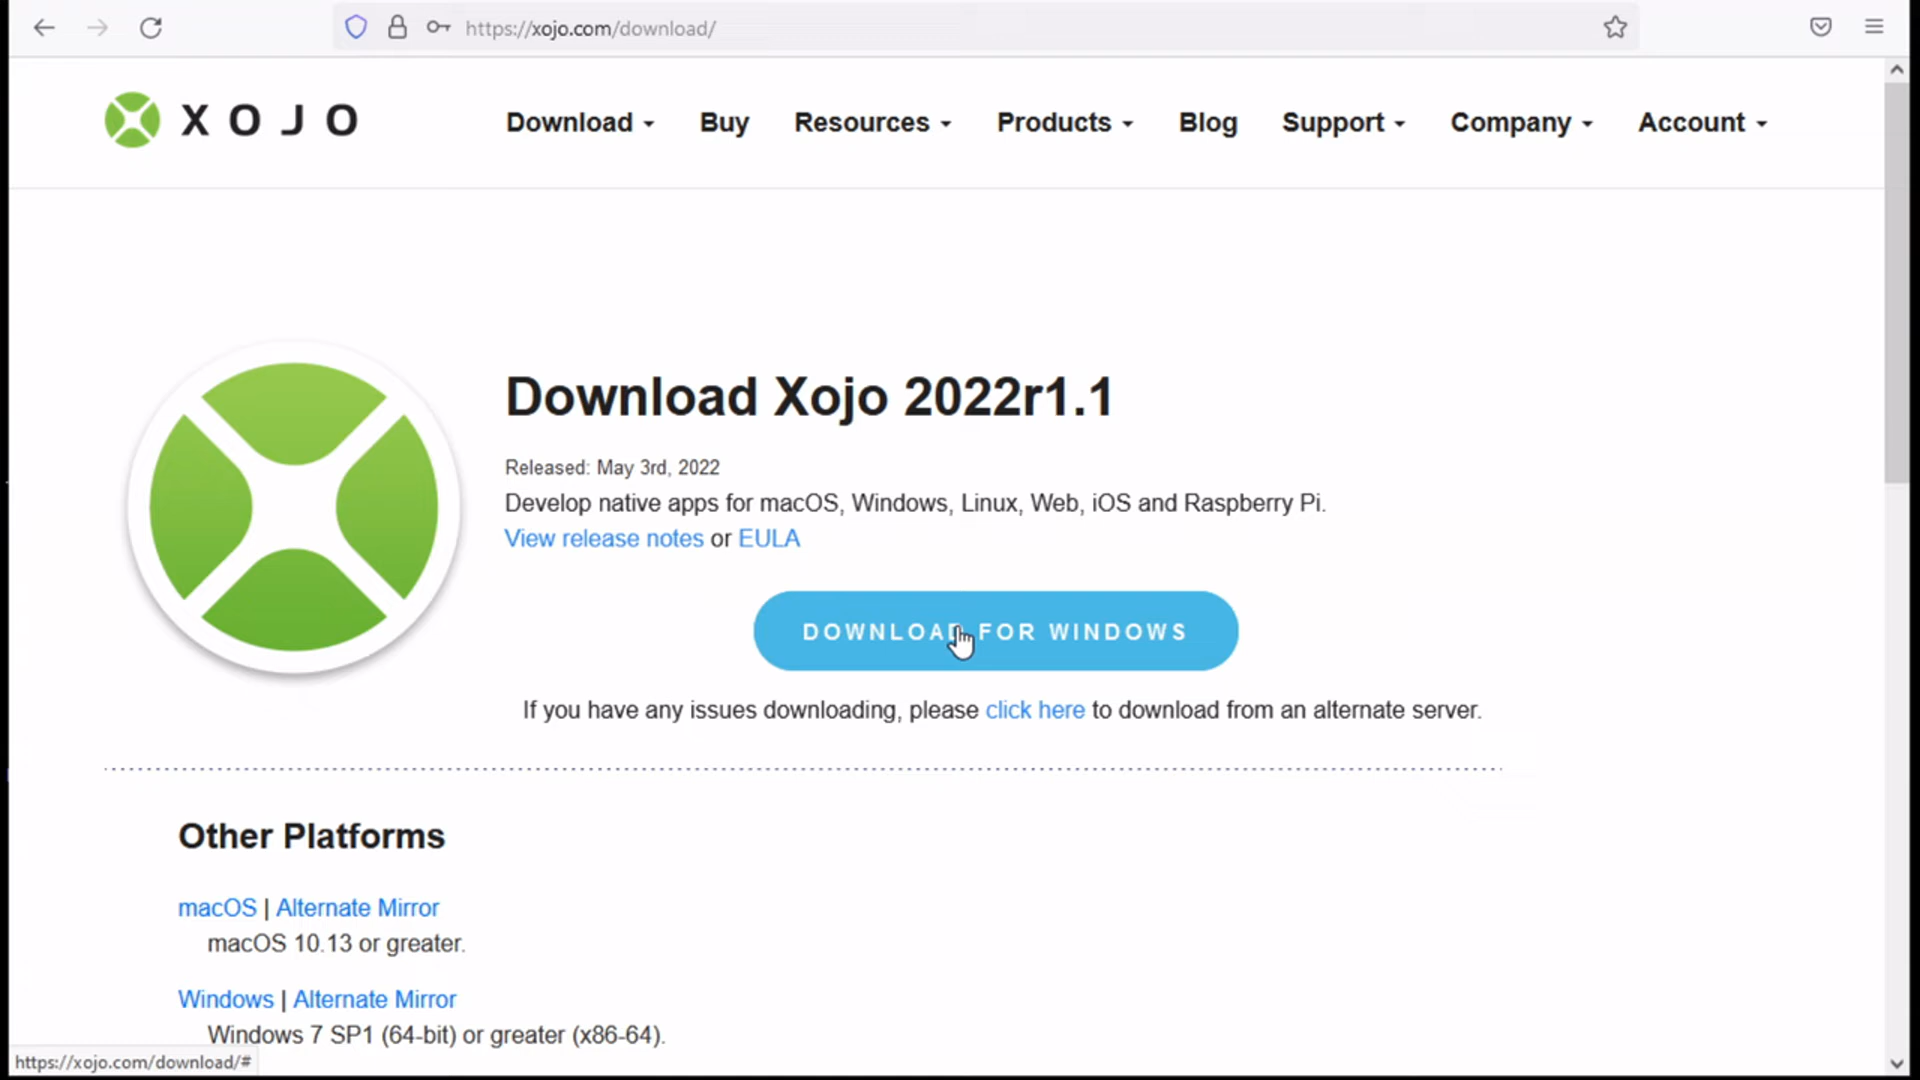 https://xojo.com/download/
XOJO
Download Buy Resources Products Blog Support Company Account
Download Xojo 2022r1.1
Released: May 3rd, 2022
Develop native apps for macOS, Windows, Linux, Web, iOS and Raspberry Pi.
View release notes or EULA
DOWNLOAD FOR WINDOWS
If you have any issues downloading, please click here to download from an alternate server.
Other Platforms
macOS | Alternate Mirror
macOS 10.13 or greater.
Windows | Alternate Mirror
Windows 7 SP1 (64-bit) or greater (x86-64).
https://xojo.com/download/#